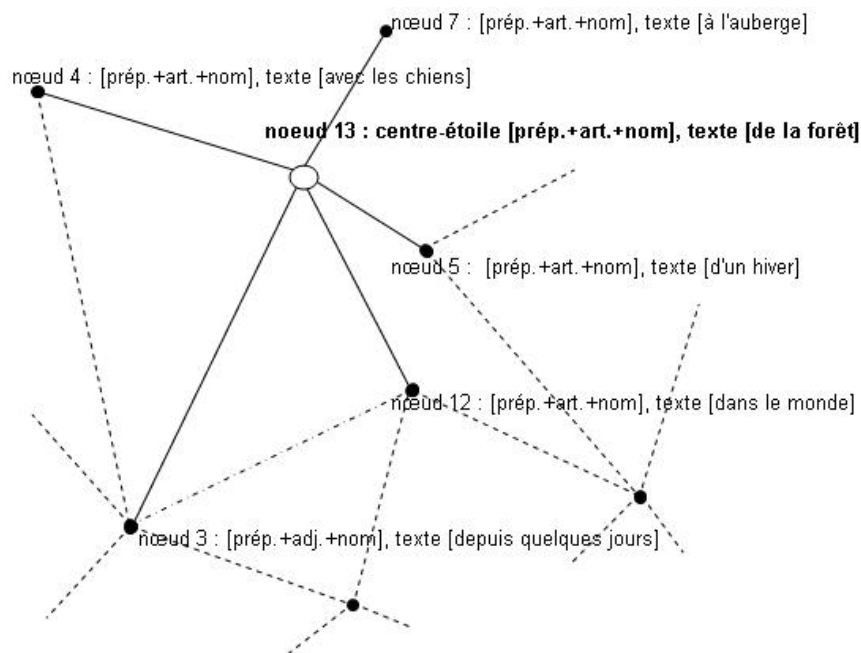 nœud 7 : [prép.+art.+nom], texte [à l'auberge]
nœud 4 : [prép.+art.+nom], texte [avec les chiens]
noeud 13 : centre-étoile [prép.+art.+nom], texte [de la forêt]
nœud 5 : [prép.+art.+nom], texte [d'un hiver]
nœud 12 : [prép.+art.+nom], texte [dans le monde]
nœud 3 : [prép.+adj.+nom], texte [depuis quelques jours]